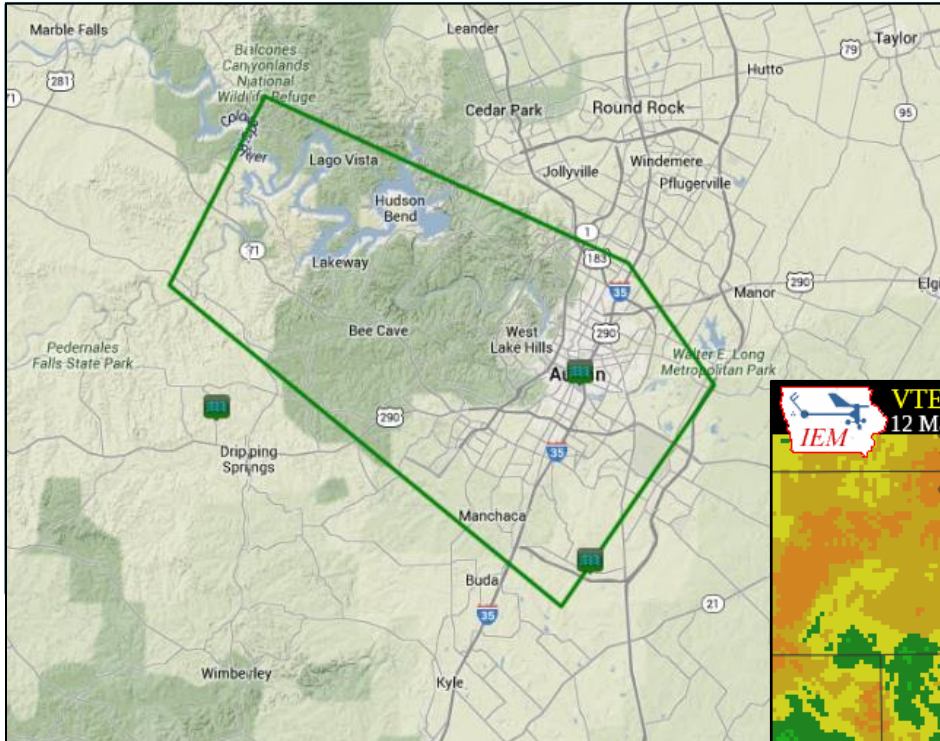 Marble Falls
Leander
Taylor
79
Balcones
Canyonlands
National
Wildlife Refuge
Hutto
281
71
Cedar Park
Round Rock
95
River
Lago Vista
Windemere
Jollyville
Pflugerville
Hudson
Bend
1
71
Lakeway
183
290
35
Manor
Bee Cave
West
Lake Hills
290
Pedernales
Falls State Park
Walter E. Long
Metropolitan Park
290
Dripping
Springs
35
IEM
VTE
12 M
Manchaca
Buda
21
35
Wimberley
Kyle